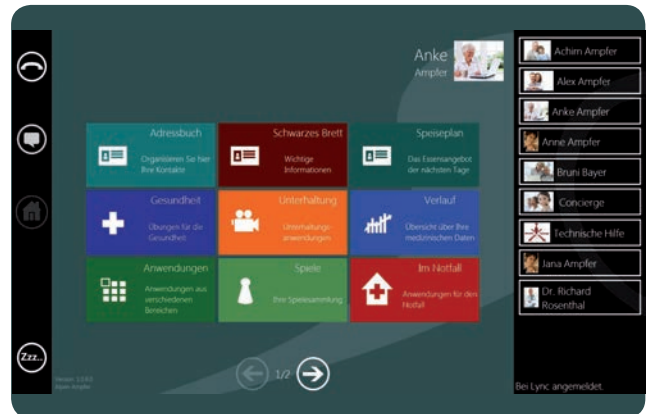 Anke
Ampfer
Adressbuch
Organisieren Sie hier
Ihre Kontakte
Schwarzes Brett
Wichtige
Informationen
Speiseplan
Das Essensangebot
der nächsten Tage
Gesundheit
Übungen für die
Gesundheit
Unterhaltung
Unterhaltungs-
anwendungen
Verlauf
Übersicht über Ihre
medizinischen Daten
Anwendungen
Anwendungen aus
verschiedenen
Bereichen
Spiele
Ihre Spielesammlung
Im Notfall
Anwendungen für den
Notfall
1/2
Zzz..
Achim Ampfer
Alex Ampfer
Anke Ampfer
Anne Ampfer
Bruni Bayer
Concierge
Technische Hilfe
Jana Ampfer
Dr. Richard
Rosenthal
Bei Lync angemeldet.